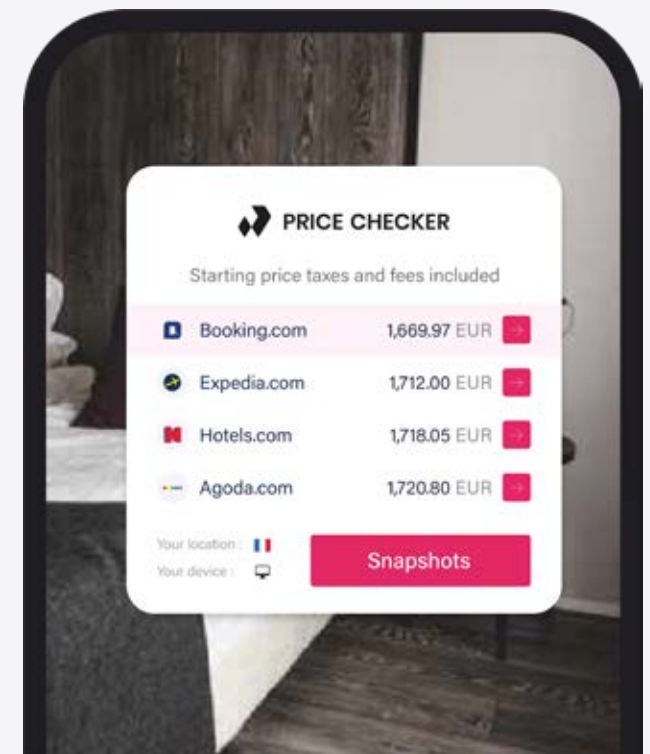 PRICE CHECKER
Starting price taxes and fees included
Booking.com 1,669.97 EUR
Expedia.com 1,712.00 EUR
Hotels.com 1,718.05 EUR
Agoda.com 1,720.80 EUR
Your location :
Your device :
Snapshots